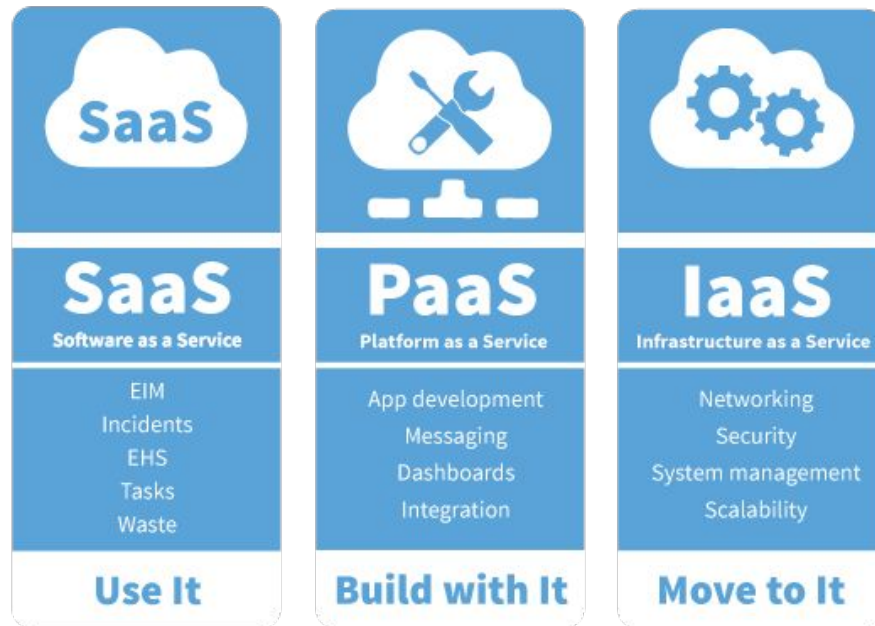 SaaS
SaaS
Software as a Service
EIM
Incidents
EHS
Tasks
Waste
Use It
PaaS
Platform as a Service
App development
Messaging
Dashboards
Integration
Build with It
IaaS
Infrastructure as a Service
Networking
Security
System management
Scalability
Move to It